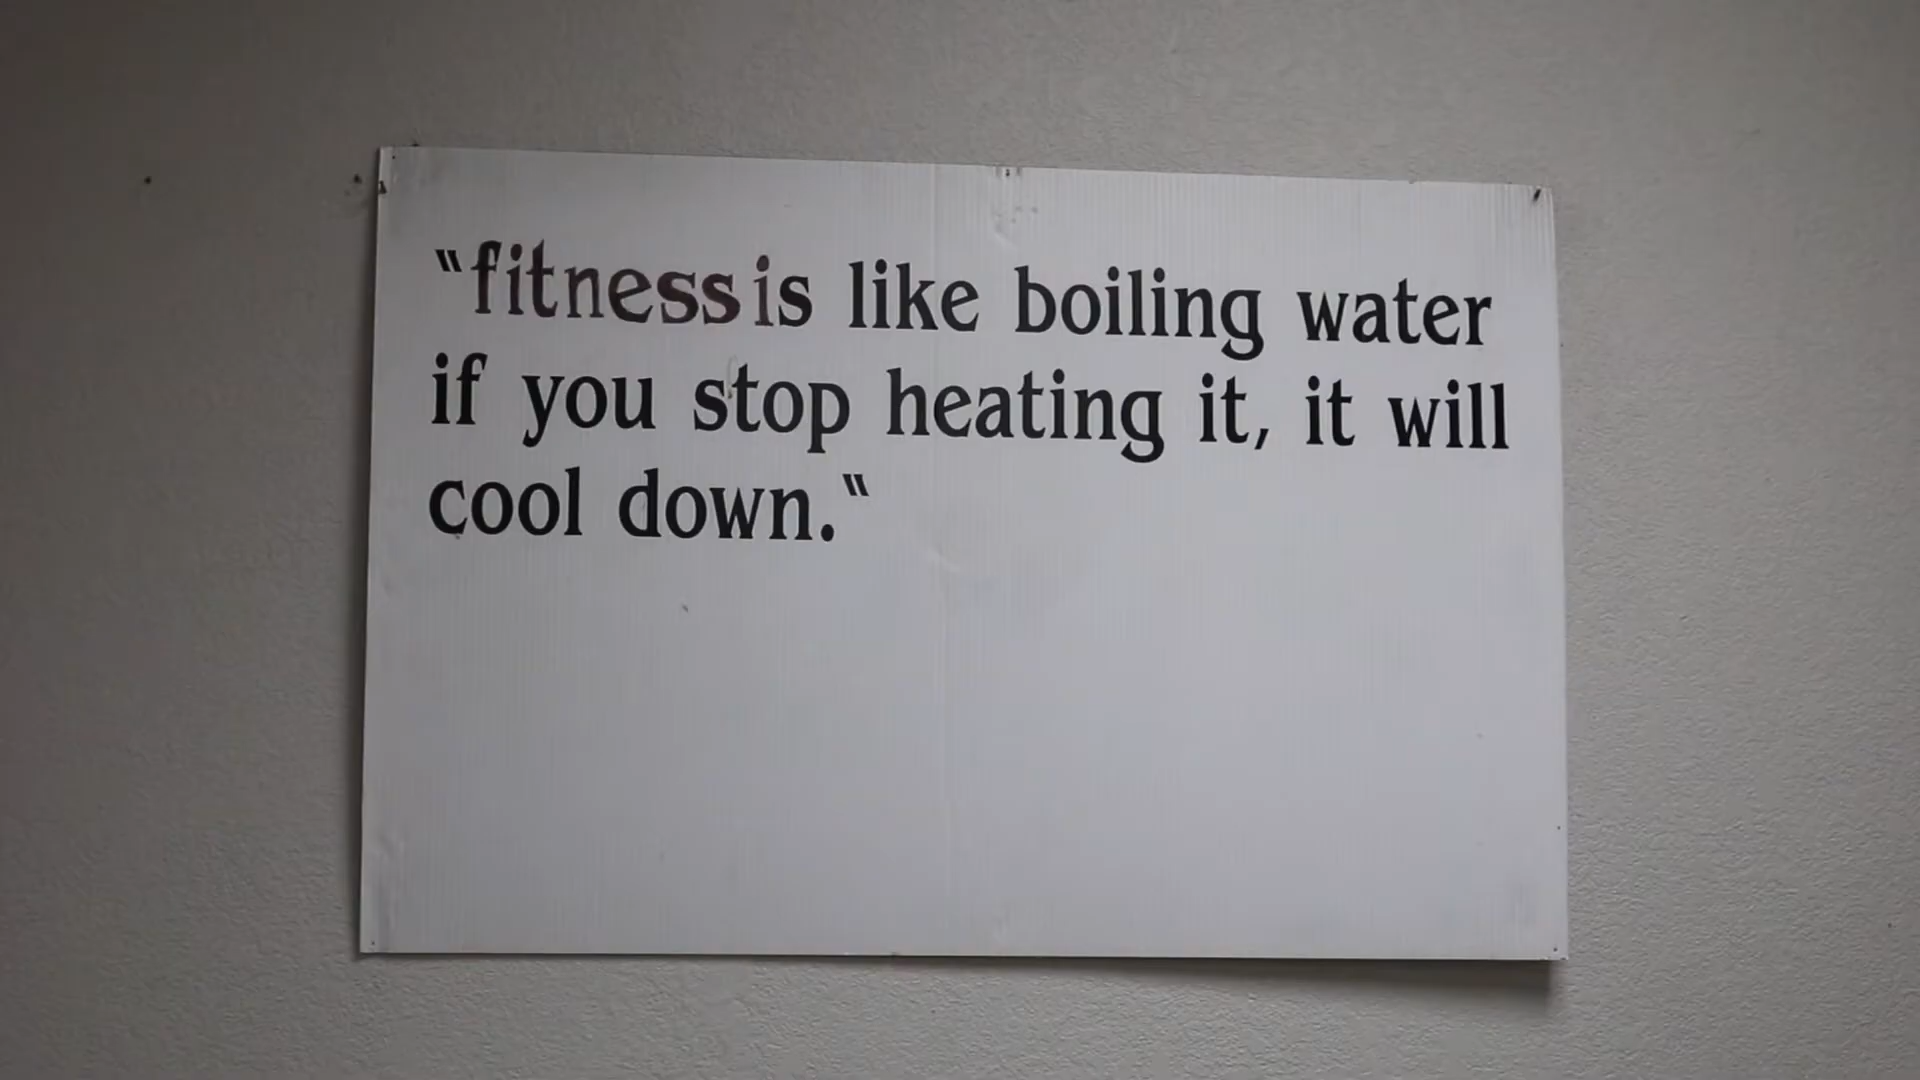 “fitness is like boiling water
if you stop heating it, it will
cool down.“